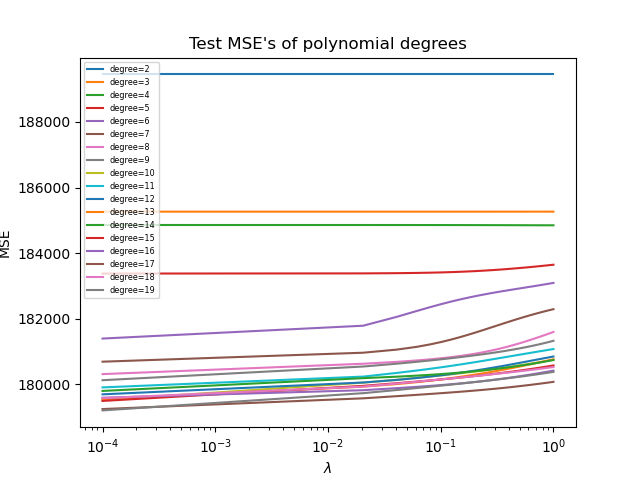 Test MSE's of polynomial degrees
degree=2
degree=3
degree=4
degree=5
degree=6
degree=7
degree=8
degree=9
degree=10
degree=11
degree=12
degree=13
degree=14
degree=15
degree=16
degree=17
degree=18
degree=19
188000
186000
184000
182000
180000
MSE
10⁻⁴
10⁻³
10⁻²
10⁻¹
10⁰
λ